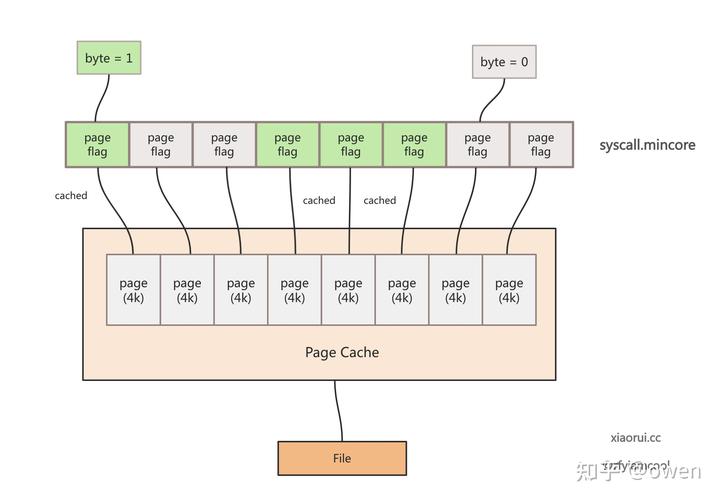 byte = 1
byte = 0
page flag
page flag
page flag
page flag
page flag
page flag
page flag
page flag
syscall.mincore
cached
cached
cached
page (4k)
page (4k)
page (4k)
page (4k)
page (4k)
page (4k)
page (4k)
page (4k)
Page Cache
File
xiaorui.cc
知乎 @owen